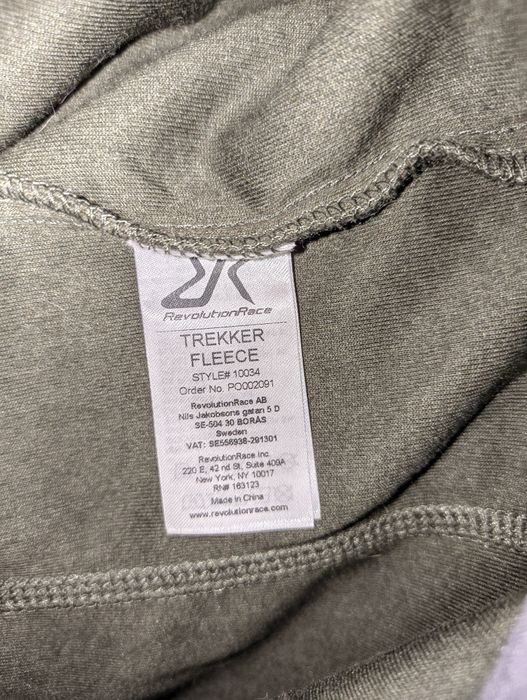 RevolutionRace
TREKKER
FLEECE
STYLE# 10034
Order No. PO002091
RevolutionRace AB
Nils Jakobsons gatan 5 D
SE-504 30 BORÅS
Sweden
VAT: SE556938-291301
RevolutionRace Inc
220 E, 42 nd St, Suite 409A
New York, NY 10017
RN# 163123
Made in China
www.revolutionrace.com